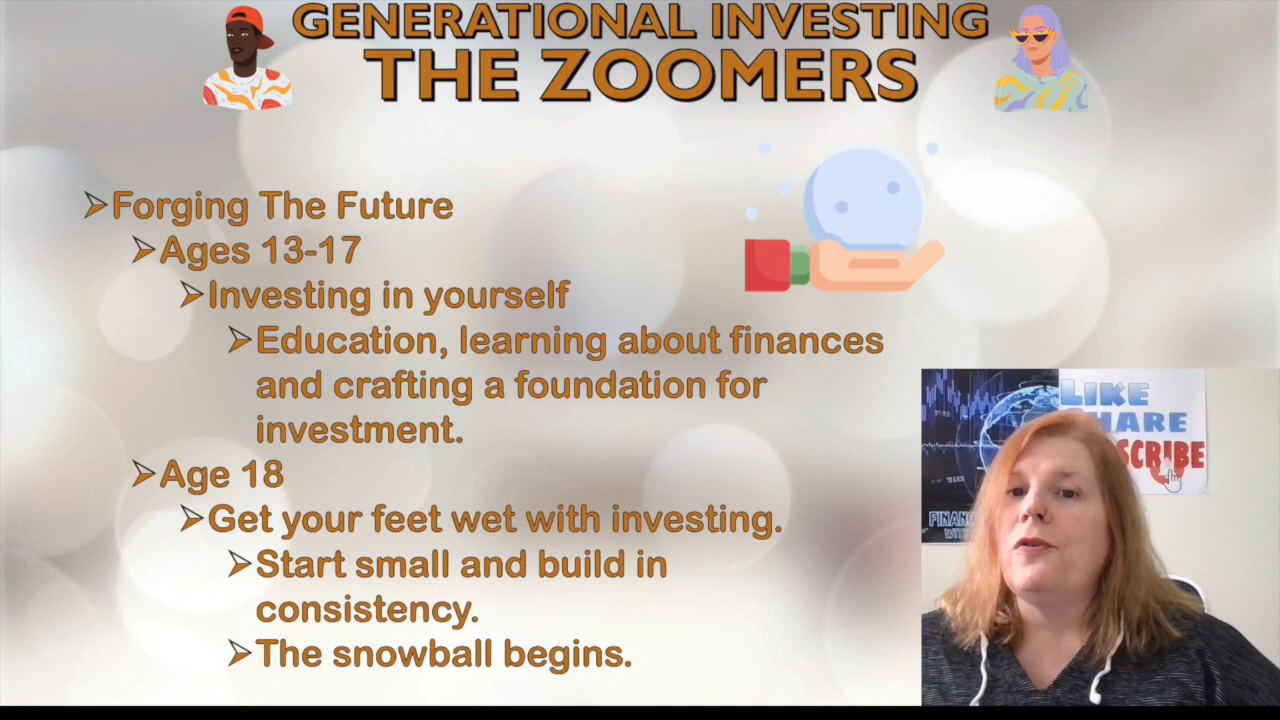 GENERATIONAL INVESTING
THE ZOOMERS
➢Forging The Future
➢Ages 13-17
➢Investing in yourself
➢Education, learning about finances
and crafting a foundation for
investment.
➢Age 18
➢Get your feet wet with investing.
➢Start small and build in
consistency.
➢The snowball begins.
LIKE